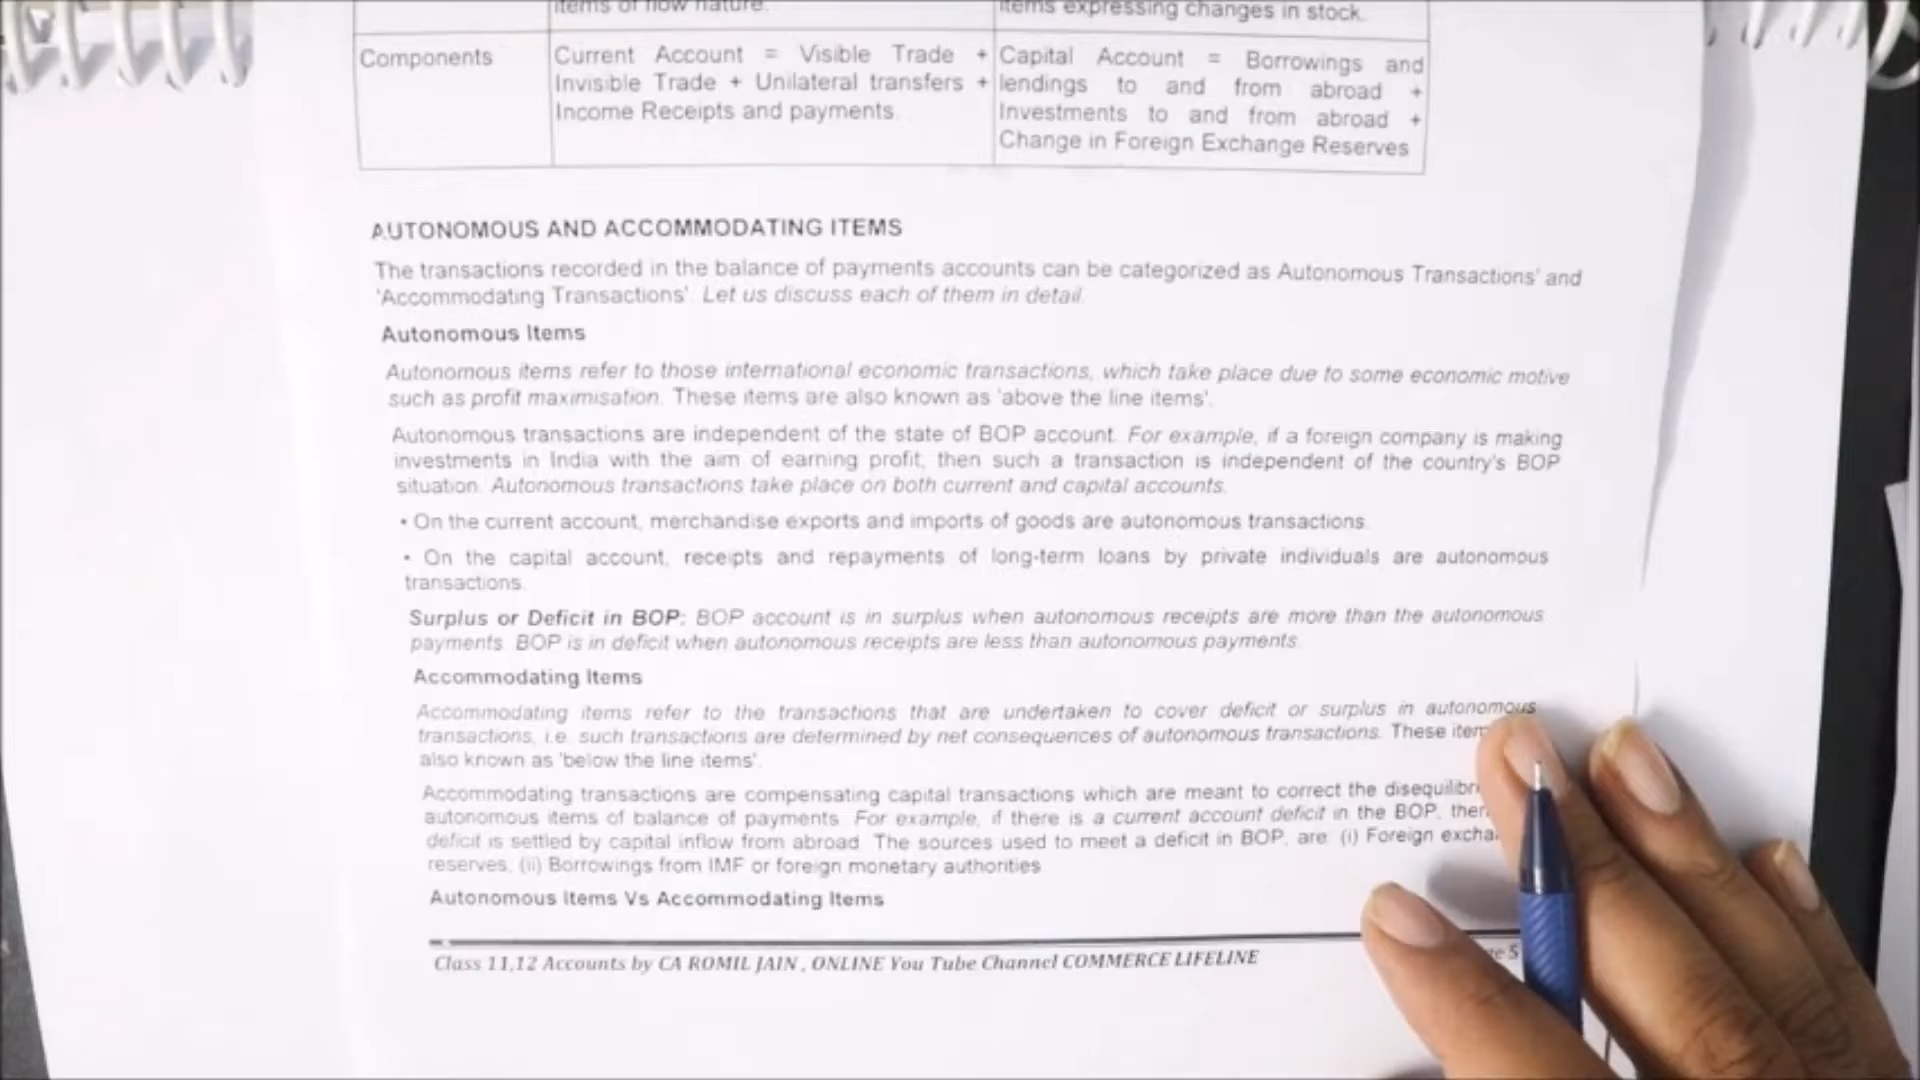 items of flow nature.
items expressing changes in stock.
Components
Current Account = Visible Trade +
Invisible Trade + Unilateral transfers +
Income Receipts and payments.
Capital Account = Borrowings and
lendings to and from abroad +
Investments to and from abroad +
Change in Foreign Exchange Reserves
AUTONOMOUS AND ACCOMMODATING ITEMS
The transactions recorded in the balance of payments accounts can be categorized as Autonomous Transactions' and
'Accommodating Transactions'. Let us discuss each of them in detail.
Autonomous Items
Autonomous items refer to those international economic transactions, which take place due to some economic motive
such as profit maximisation. These items are also known as 'above the line items'.
Autonomous transactions are independent of the state of BOP account. For example, if a foreign company is making
investments in India with the aim of earning profit, then such a transaction is independent of the country's BOP
situation. Autonomous transactions take place on both current and capital accounts.
• On the current account, merchandise exports and imports of goods are autonomous transactions.
• On the capital account, receipts and repayments of long-term loans by private individuals are autonomous
transactions.
Surplus or Deficit in BOP: BOP account is in surplus when autonomous receipts are more than the autonomous
payments. BOP is in deficit when autonomous receipts are less than autonomous payments.
Accommodating Items
Accommodating items refer to the transactions that are undertaken to cover deficit or surplus in autonomous
transactions, i.e. such transactions are determined by net consequences of autonomous transactions. These
also known as 'below the line items'.
Accommodating transactions are compensating capital transactions which are meant to correct the
autonomous items of balance of payments. For example, if there is a current account deficit in the BOP,
deficit is settled by capital inflow from abroad. The sources used to meet a deficit in BOP, are: (i) Foreign
reserves; (ii) Borrowings from IMF or foreign monetary authorities
Autonomous Items Vs Accommodating Items
Class 11,12 Accounts by CA ROMIL JAIN , ONLINE You Tube Channel COMMERCE LIFELINE
5